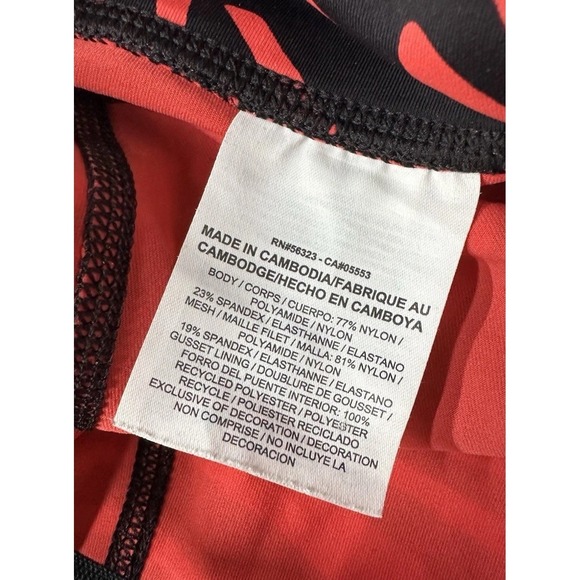 RN#56323 - CA#05553
MADE IN CAMBODIA/FABRIQUE AU
CAMBODGE/HECHO EN CAMBOYA
BODY / CORPS / CUERPO: 77% NYLON /
POLYAMIDE / NYLON
23% SPANDEX / ELASTHANNE / ELASTANO
MESH / MAILLE FILET / MALLA: 81% NYLON /
POLYAMIDE / NYLON
19% SPANDEX / ELASTHANNE / ELASTANO
GUSSET LINING / DOUBLURE DE GOUSSET /
FORRO DEL PUENTE INTERIOR: 100%
RECYCLED POLYESTER / POLYESTER
RECYCLE / POLIESTER RECICLADO
EXCLUSIVE OF DECORATION / DECORATION
NON COMPRISE / NO INCLUYE LA
DECORACION